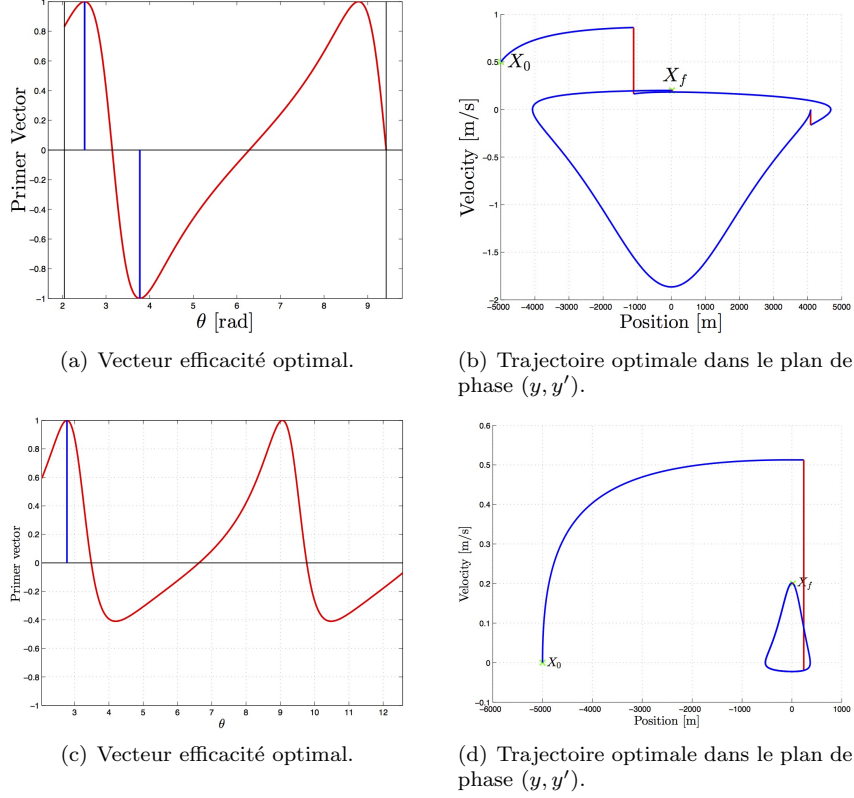 Primer Vector
1
0.8
0.6
0.4
0.2
0
-0.2
-0.4
-0.6
-0.8
-1
2 3 4 5 6 7 8 9
θ [rad]
(a) Vecteur efficacité optimal.
Velocity [m/s]
1
0.5
0
-0.5
-1
-1.5
-2
X₀
X_f
-5000 -4000 -3000 -2000 -1000 0 1000 2000 3000 4000 5000
Position [m]
(b) Trajectoire optimale dans le plan de
phase (y, y′).
Primer vector
1
0.8
0.6
0.4
0.2
0
-0.2
-0.4
-0.6
-0.8
-1
3 4 5 6 7 8 9 10 11 12
θ
(c) Vecteur efficacité optimal.
Velocity [m/s]
0.6
0.5
0.4
0.3
0.2
0.1
0
-0.1
X₀
X_f
-6000 -5000 -4000 -3000 -2000 -1000 0 1000
Position [m]
(d) Trajectoire optimale dans le plan de
phase (y, y′).